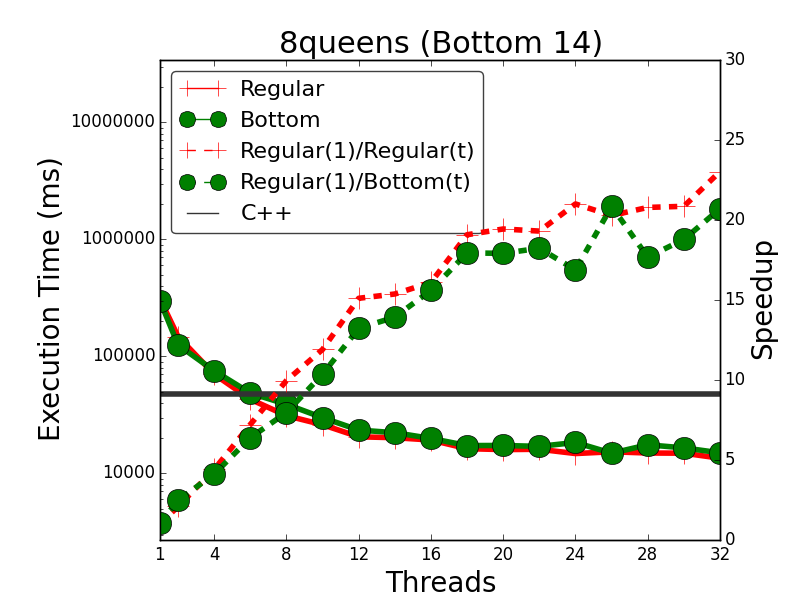 8queens (Bottom 14)
Regular
Bottom
Regular(1)/Regular(t)
Regular(1)/Bottom(t)
C++
Execution Time (ms)
10000000
1000000
100000
10000
30
25
20
15
10
5
0
Speedup
1 4 8 12 16 20 24 28 32
Threads